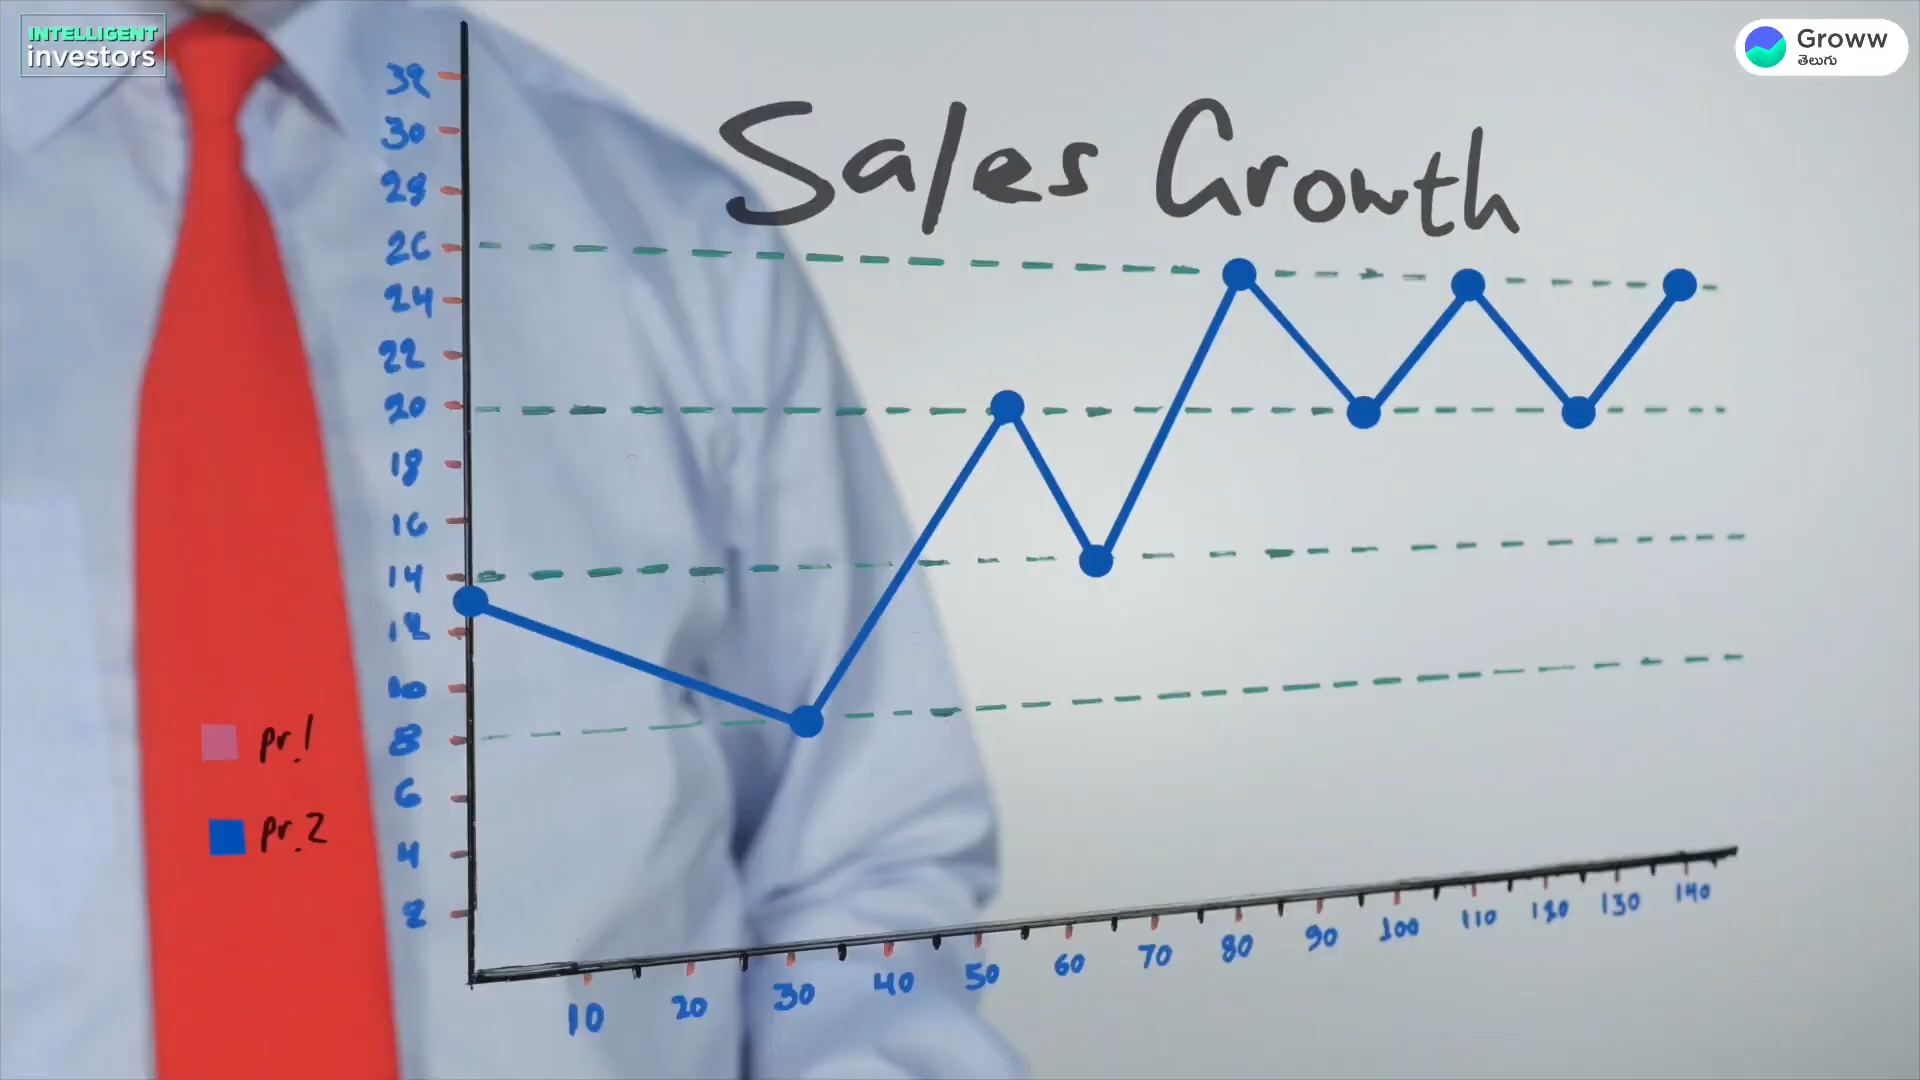 INTELLIGENT
investors
Groww
తెలుగు
Sales Growth
32
30
28
26
24
22
20
18
16
14
12
10
8
6
4
2
pr.1
pr.2
10 20 30 40 50 60 70 80 90 100 110 120 130 140